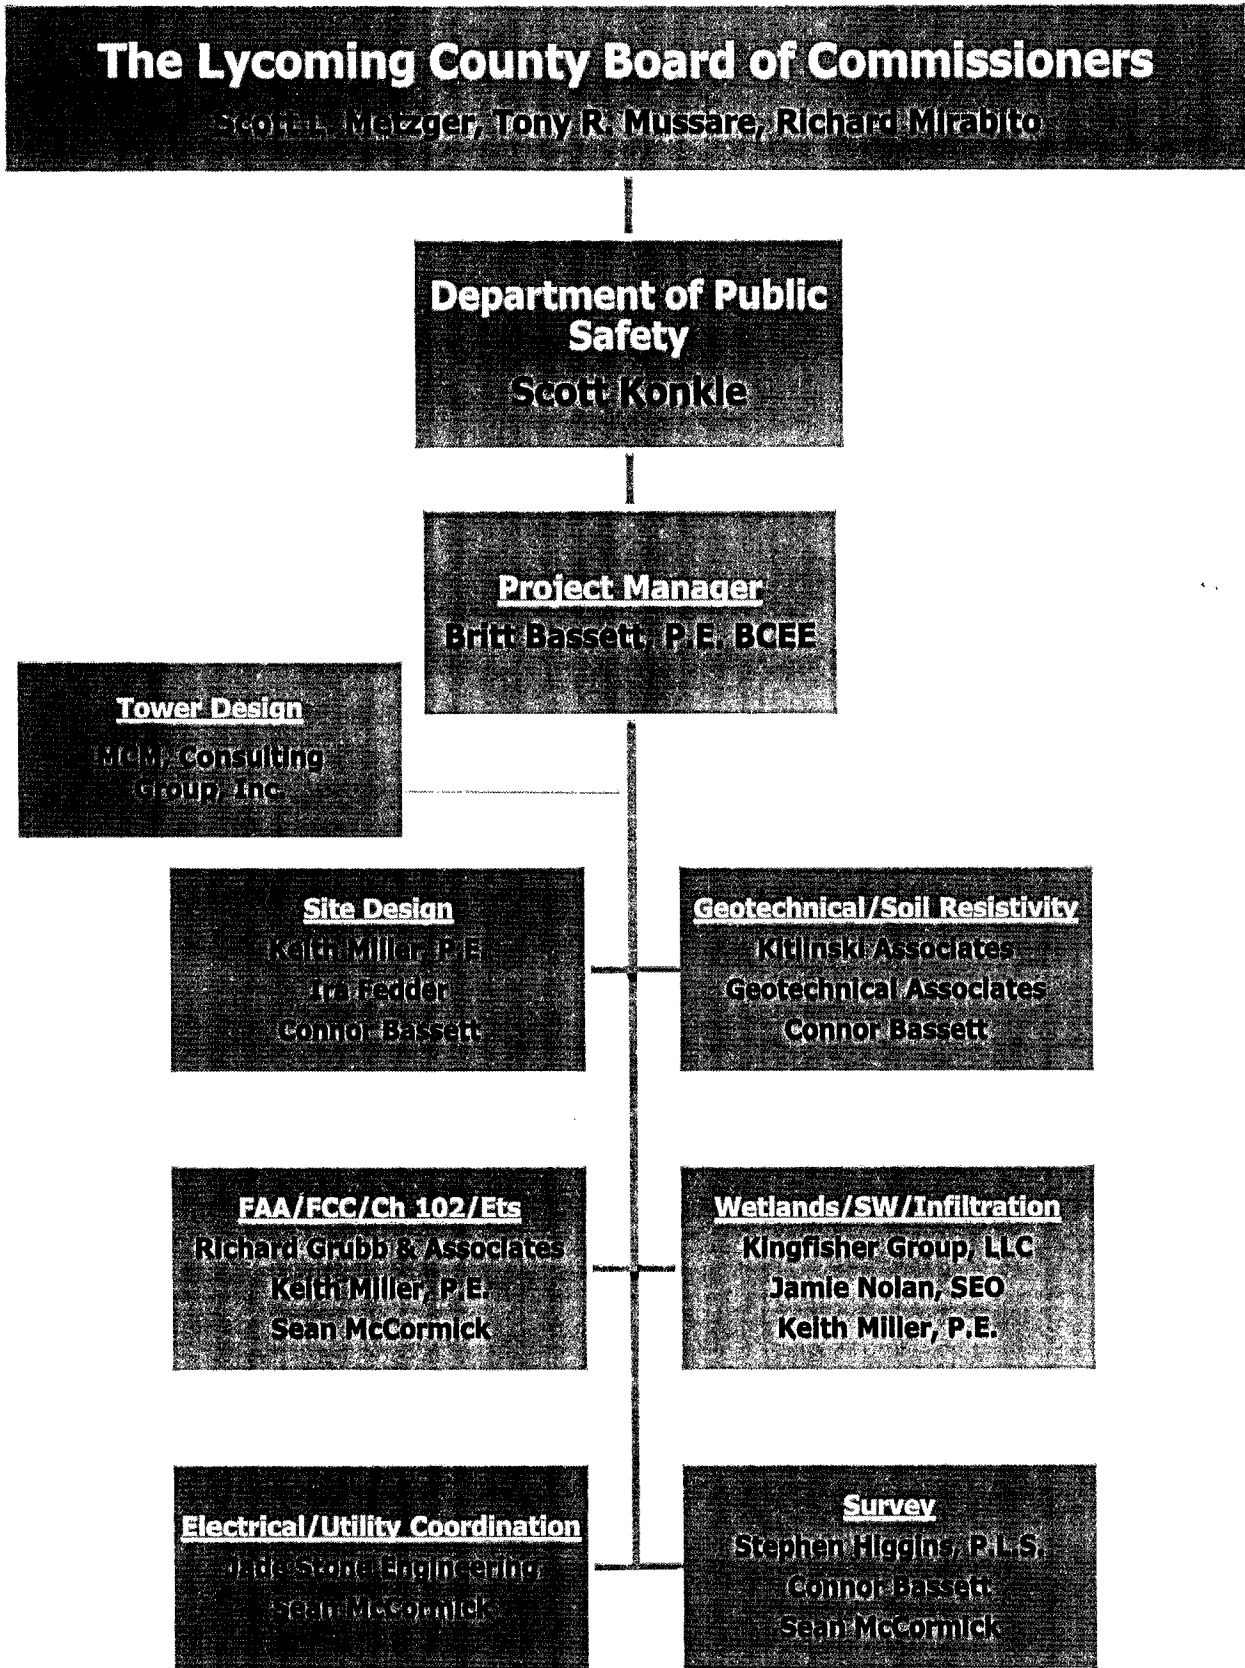 The Lycoming County Board of Commissioners
Scott L. Metzger, Tony R. Mussare, Richard Mirabito
Department of Public
Safety
Scott Konkle
Project Manager
Britt Bassett, P.E. BCEE
Tower Design
MCM, Consulting
Group, Inc.
Site Design
Keith Miller, P.E.
Ira Fedder
Connor Bassett
Geotechnical/Soil Resistivity
Kitlinski Associates
Geotechnical Associates
Connor Bassett
FAA/FCC/Ch 102/Ets
Richard Grubb & Associates
Keith Miller, P.E.
Sean McCormick
Wetlands/SW/Infiltration
Kingfisher Group, LLC
Jamie Nolan, SEO
Keith Miller, P.E.
Electrical/Utility Coordination
Jade Stone Engineering
Sean McCormick
Survey
Stephen Higgins, P.L.S.
Connor Bassett
Sean McCormick